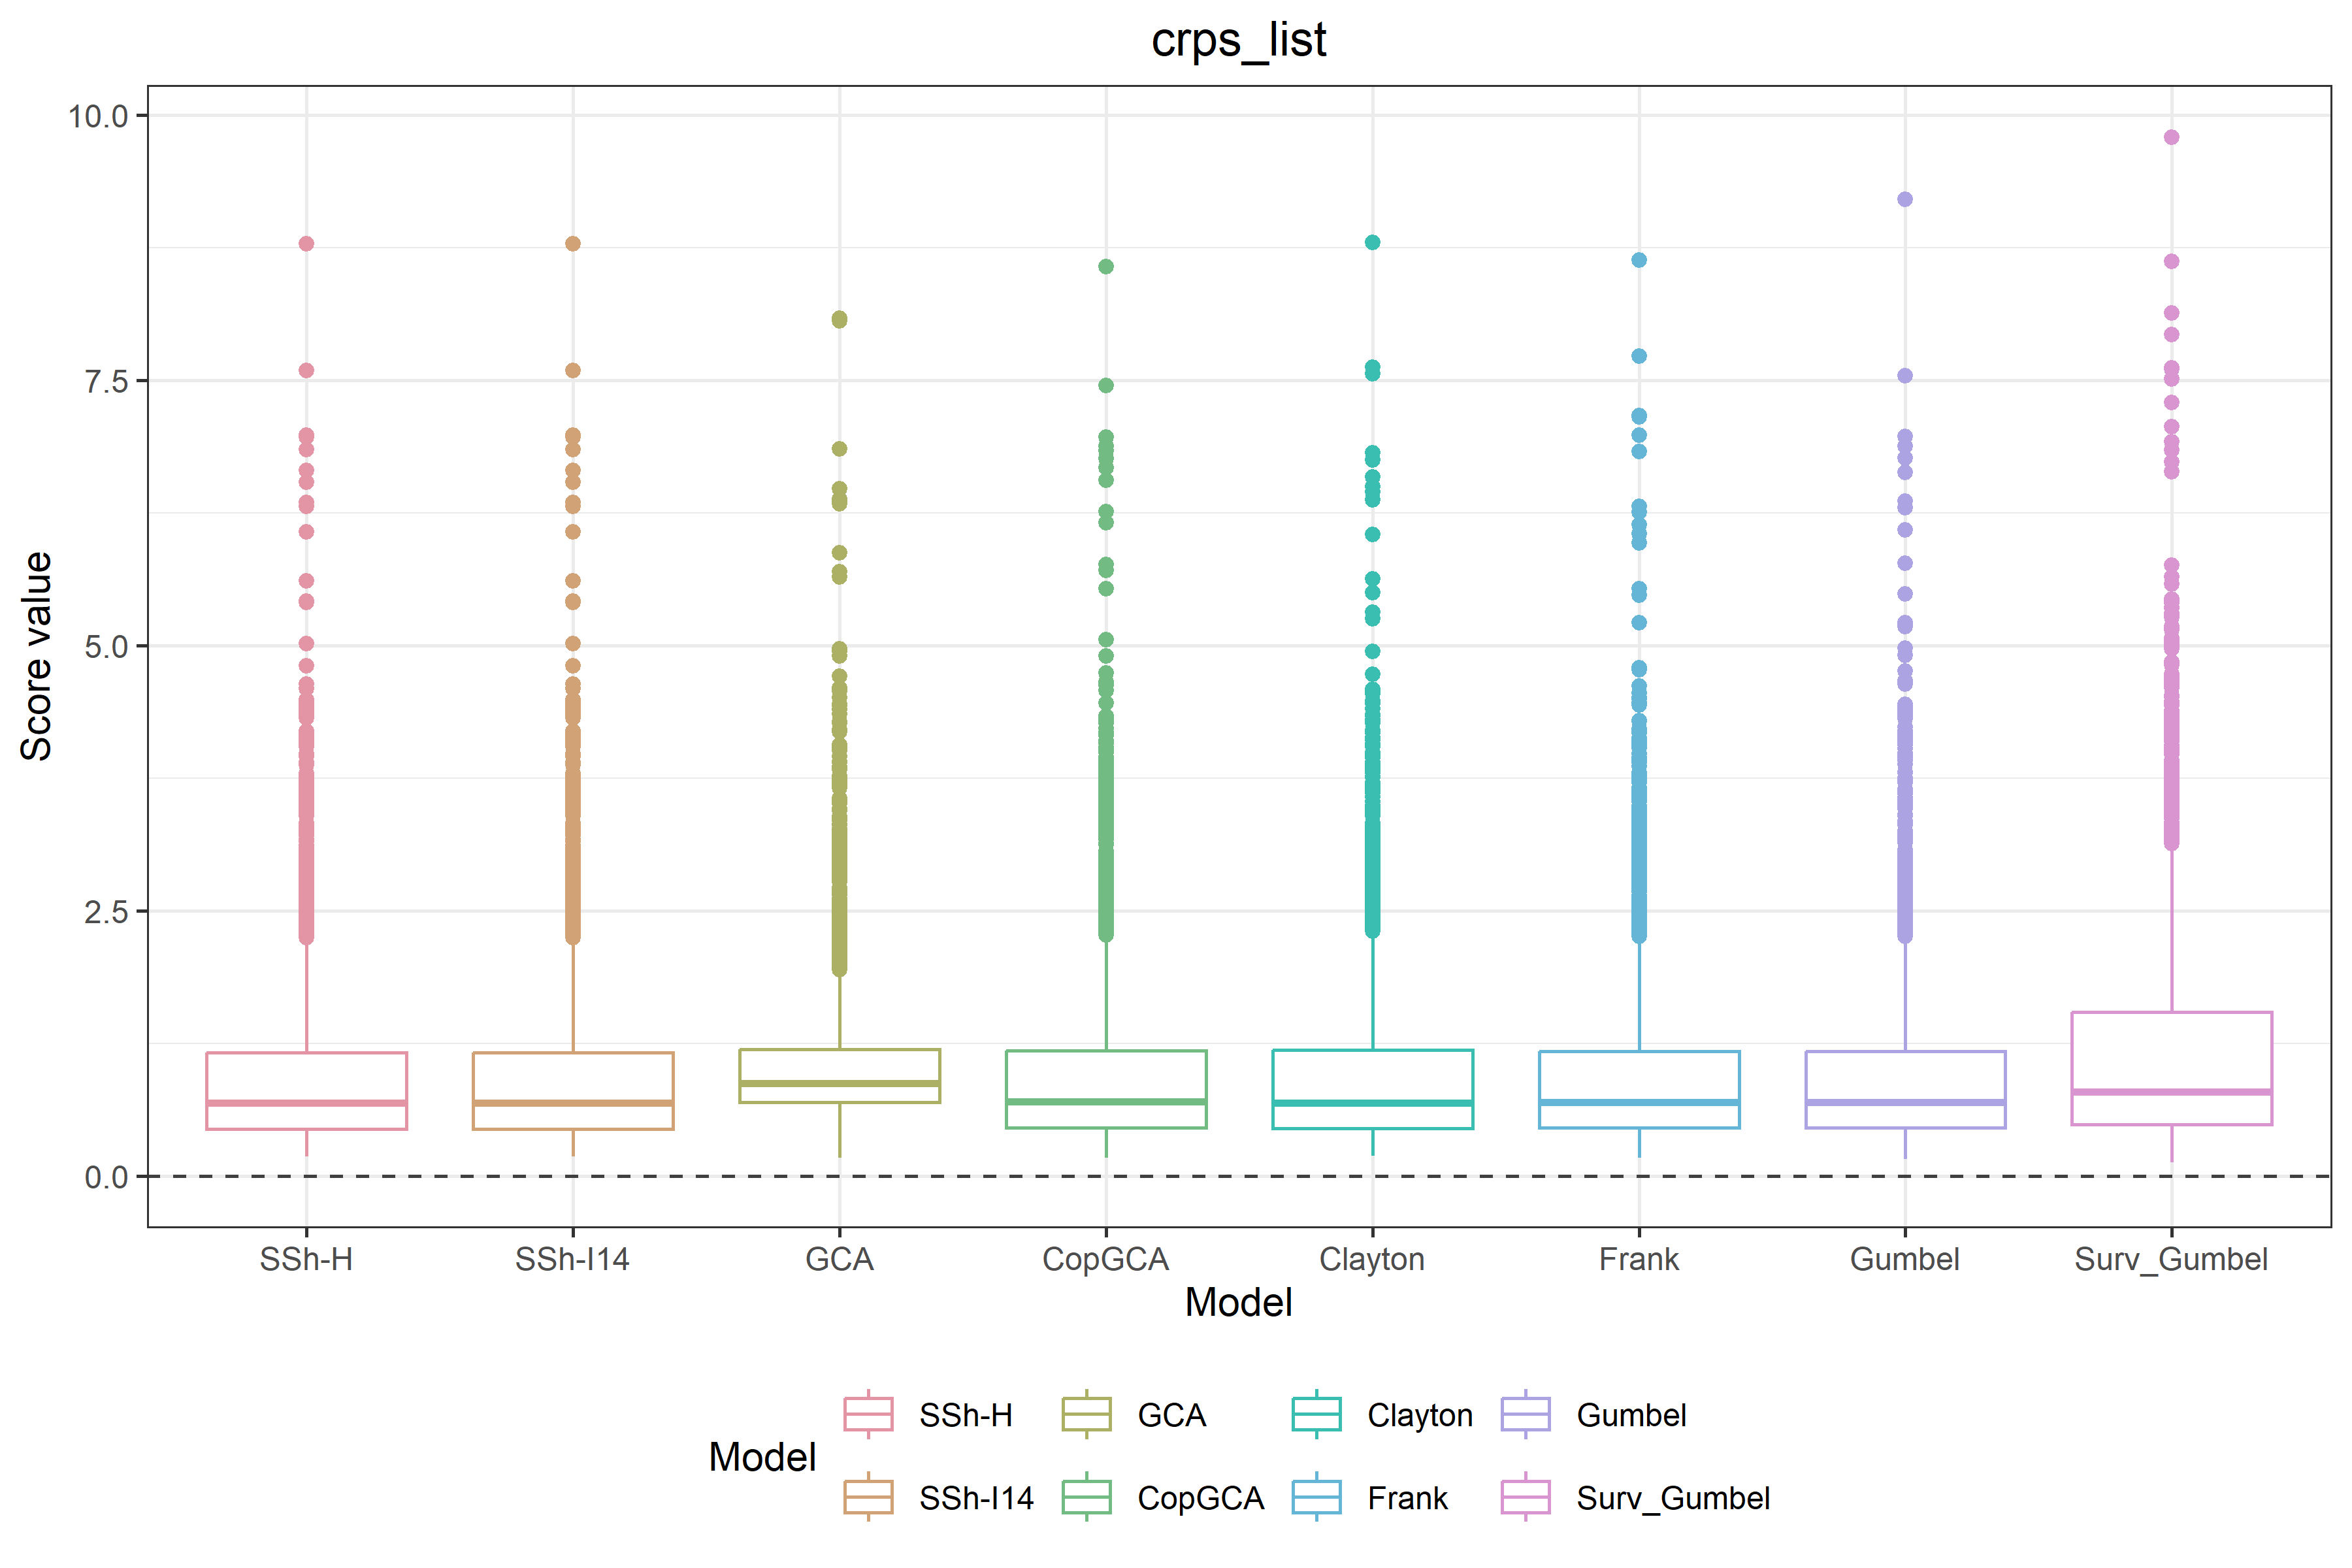 crps_list
10.0
7.5
5.0
2.5
0.0
Score value
SSh-H SSh-I14 GCA CopGCA Clayton Frank Gumbel Surv_Gumbel
Model
Model
SSh-H GCA Clayton Gumbel
SSh-I14 CopGCA Frank Surv_Gumbel